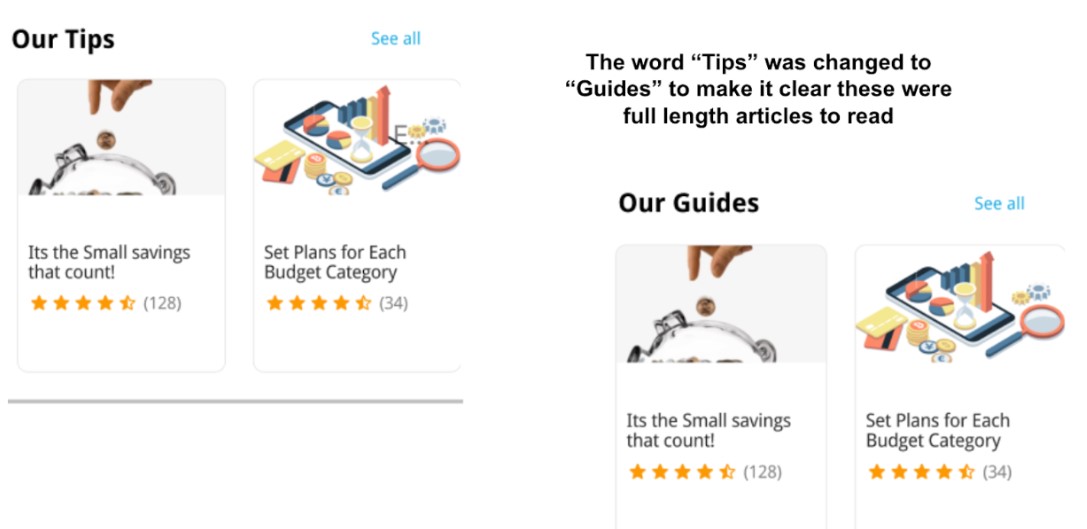 Our Tips
See all
E...
Its the Small savings
that count!
(128)
Set Plans for Each
Budget Category
(34)
The word “Tips” was changed to
“Guides” to make it clear these were
full length articles to read
Our Guides
See all
Its the Small savings
that count!
(128)
Set Plans for Each
Budget Category
(34)